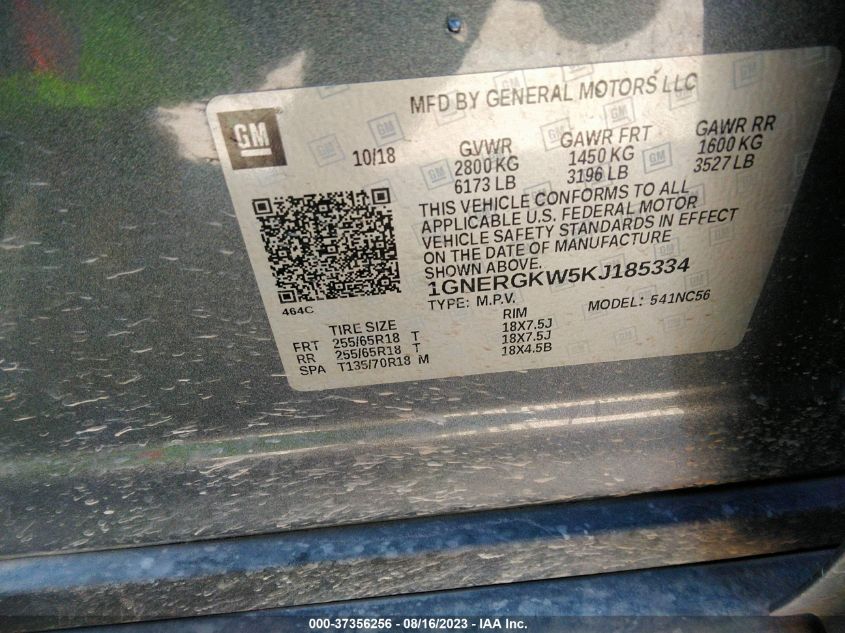 MFD BY GENERAL MOTORS LLC
GM
10/18
GVWR GAWR FRT GAWR RR
2800 KG 1450 KG 1600 KG
6173 LB 3196 LB 3527 LB
THIS VEHICLE CONFORMS TO ALL
APPLICABLE U.S. FEDERAL MOTOR
VEHICLE SAFETY STANDARDS IN EFFECT
ON THE DATE OF MANUFACTURE
SHOWN ABOVE.
1GNERGKW5KJ185334
TYPE: M.P.V. MODEL: 541NC56
464C
TIRE SIZE RIM
FRT 255/65R18 T 18X7.5J
RR 255/65R18 T 18X7.5J
SPA T135/70R18 M 18X4.5B
000-37356256 - 08/16/2023 - IAA Inc.